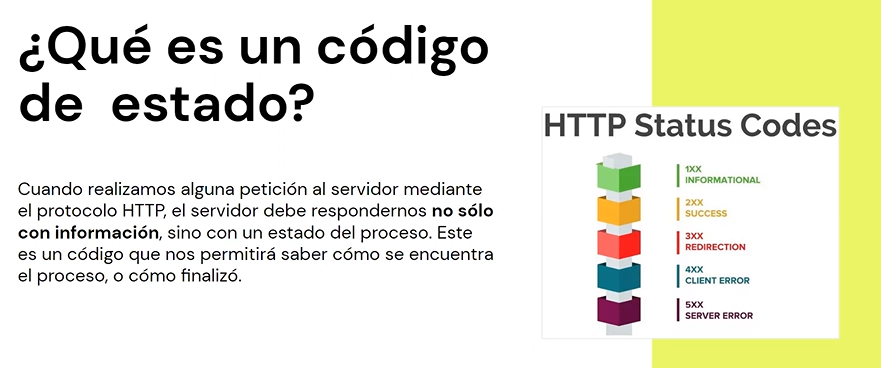 ¿Qué es un código
de estado?
Cuando realizamos alguna petición al servidor mediante
el protocolo HTTP, el servidor debe respondernos no sólo
con información, sino con un estado del proceso. Este
es un código que nos permitirá saber cómo se encuentra
el proceso, o cómo finalizó.
HTTP Status Codes
1XX
INFORMATIONAL
2XX
SUCCESS
3XX
REDIRECTION
4XX
CLIENT ERROR
5XX
SERVER ERROR